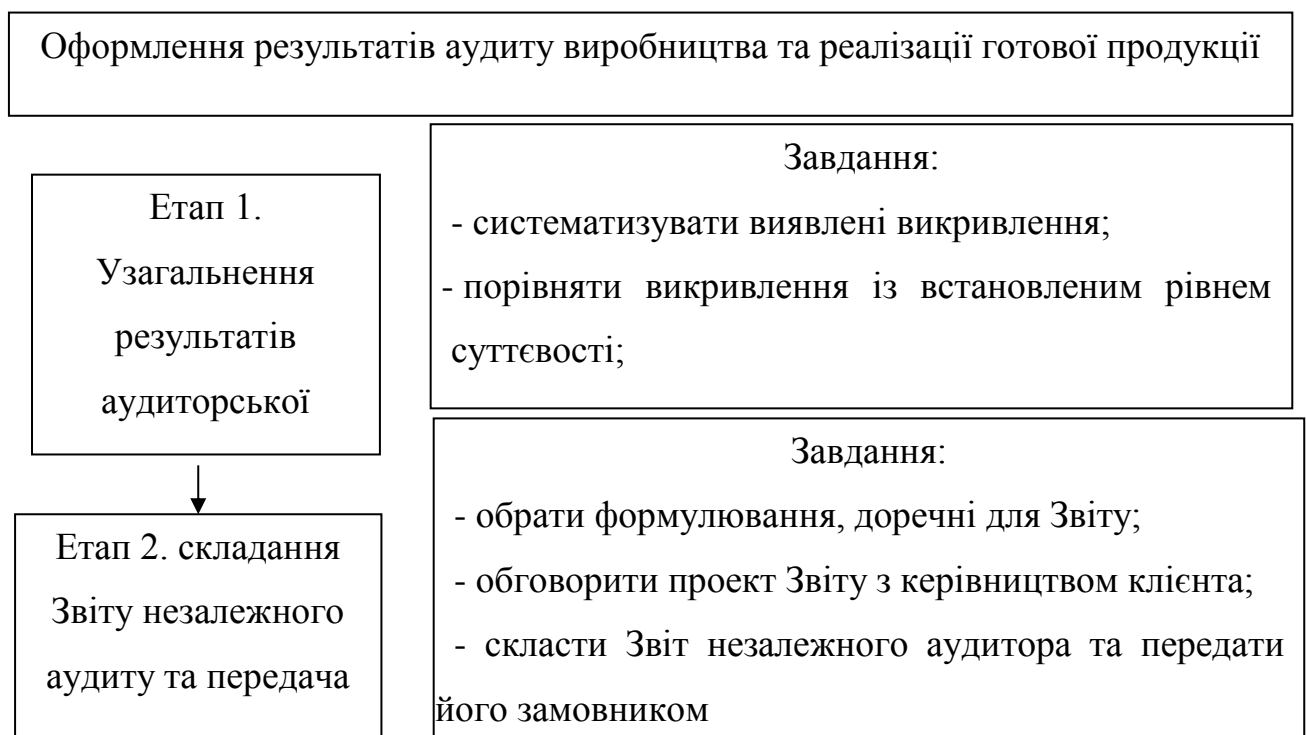 Оформлення результатів аудиту виробництва та реалізації готової продукції
Етап 1.
Узагальнення
результатів
аудиторської
Завдання:
- систематизувати виявлені викривлення;
- порівняти викривлення із встановленим рівнем
суттєвості;
Етап 2. складання
Звіту незалежного
аудиту та передача
Завдання:
- обрати формулювання, доречні для Звіту;
- обговорити проект Звіту з керівництвом клієнта;
- скласти Звіт незалежного аудитора та передати
його замовником